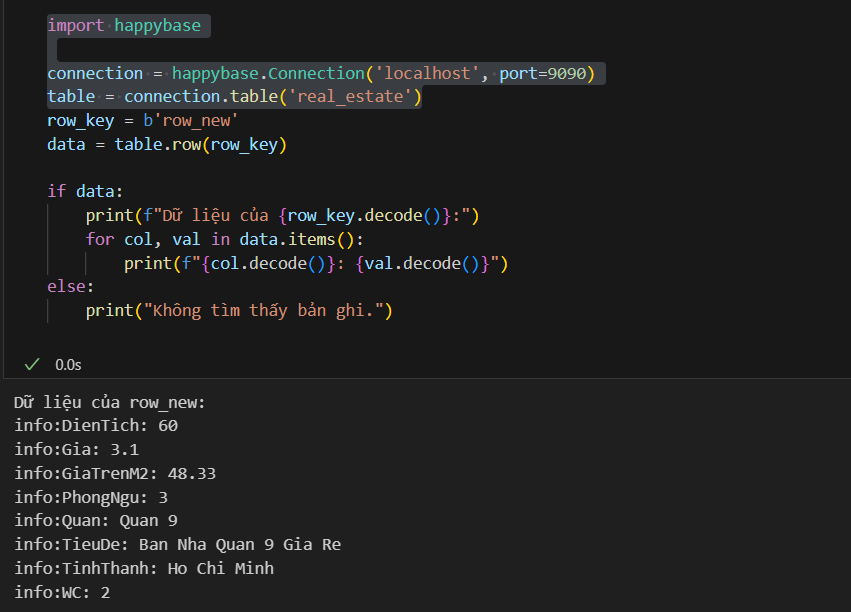 import happybase
connection = happybase.Connection('localhost', port=9090)
table = connection.table('real_estate')
row_key = b'row_new'
data = table.row(row_key)
if data:
print(f"Dữ liệu của {row_key.decode()}:")
for col, val in data.items():
print(f"{col.decode()}: {val.decode()}")
else:
print("Không tìm thấy bản ghi.")
0.0s
Dữ liệu của row_new:
info:DienTich: 60
info:Gia: 3.1
info:GiaTrenM2: 48.33
info:PhongNgu: 3
info:Quan: Quan 9
info:TieuDe: Ban Nha Quan 9 Gia Re
info:TinhThanh: Ho Chi Minh
info:WC: 2